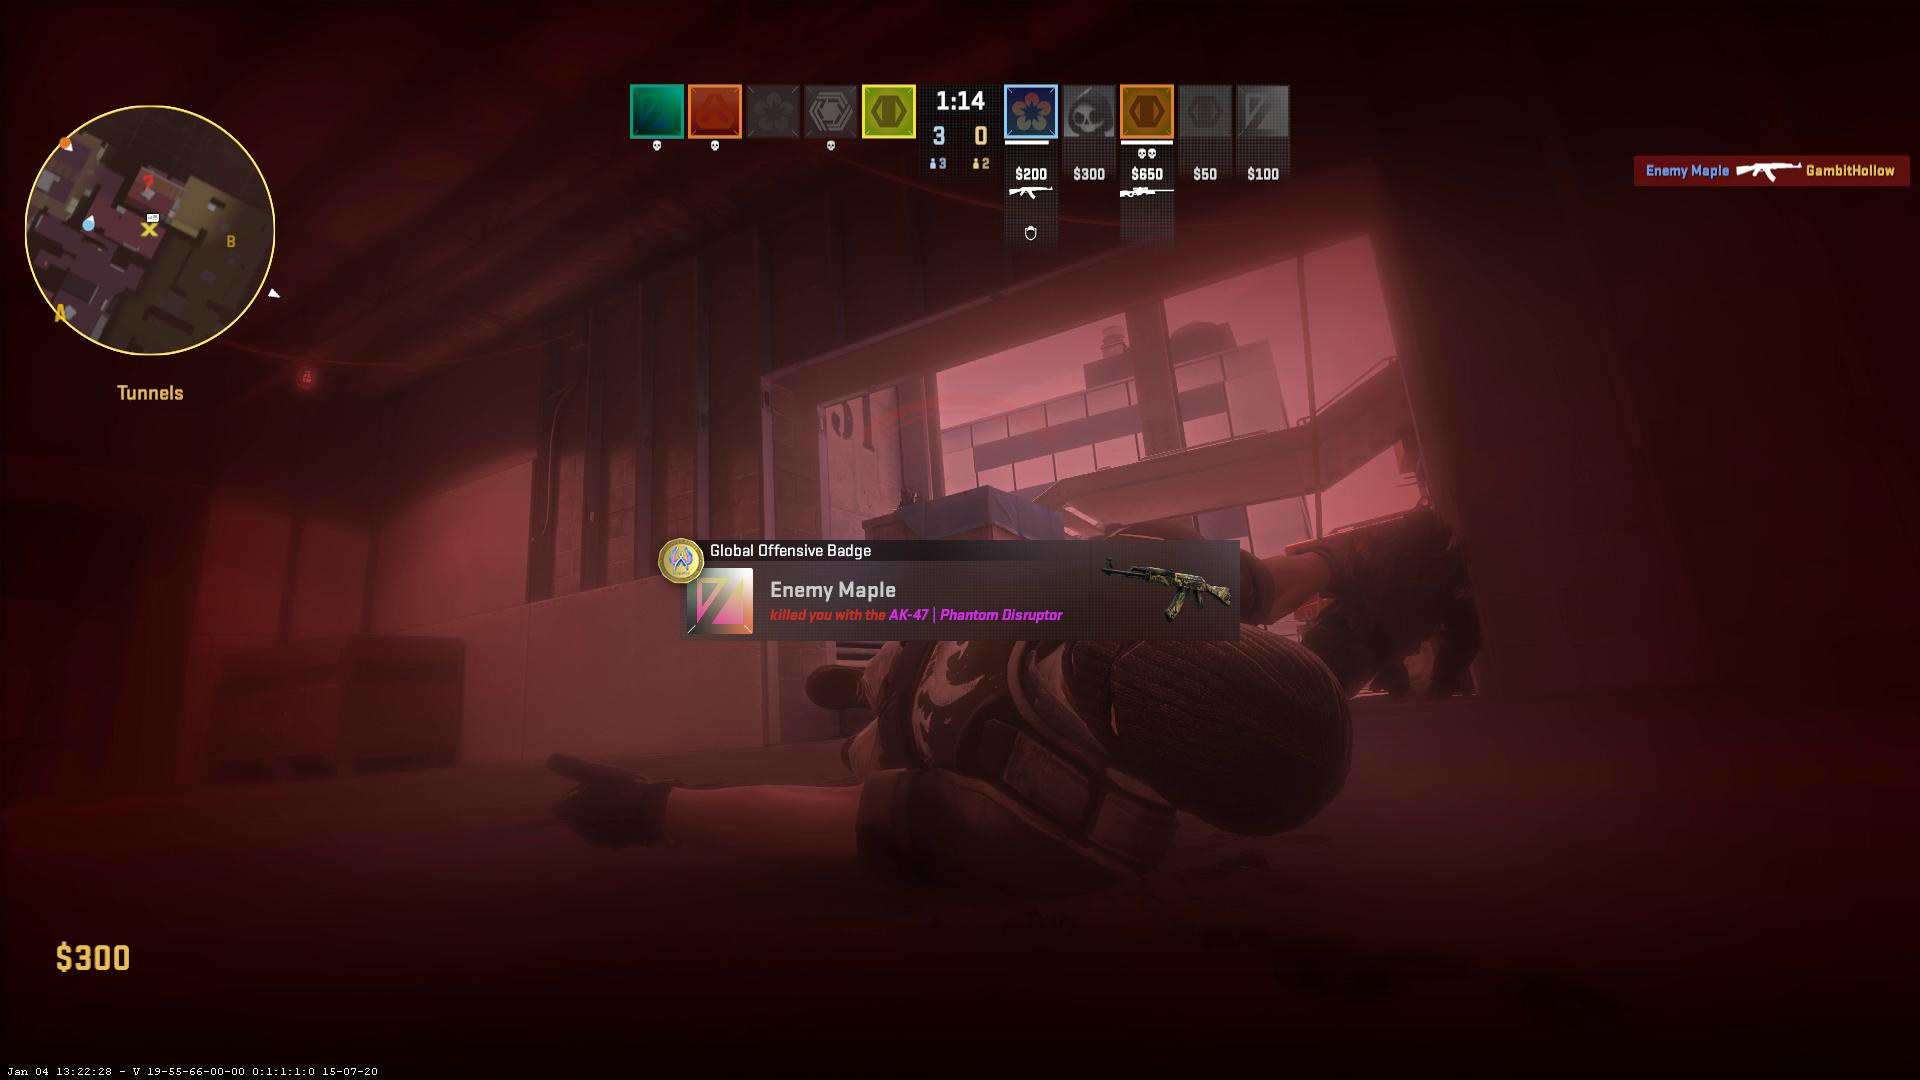 1:14
3 0
3 2
$200 $300 $650 $50 $100
Enemy Maple GambitHollow
?
X
B
A
Tunnels
Global Offensive Badge
Enemy Maple
killed you with the AK-47 | Phantom Disruptor
$300
Jan 04 13:22:28 - V 19-55-66-00-00 0:1:1:1:0 15-07-20